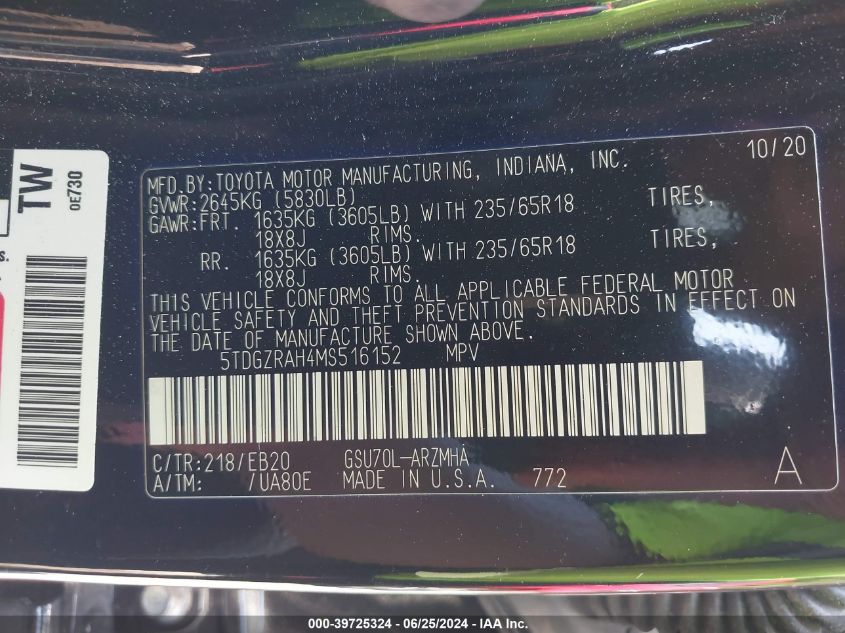 TW
OE730
s.
10/20
MFD.BY:TOYOTA MOTOR MANUFACTURING, INDIANA, INC.
GVWR:2645KG (5830LB)
GAWR:FRT. 1635KG (3605LB) WITH 235/65R18 TIRES,
18X8J RIMS.
RR. 1635KG (3605LB) WITH 235/65R18 TIRES,
18X8J RIMS.
THIS VEHICLE CONFORMS TO ALL APPLICABLE FEDERAL MOTOR
VEHICLE SAFETY AND THEFT PREVENTION STANDARDS IN EFFECT ON
THE DATE OF MANUFACTURE SHOWN ABOVE.
5TDGZRAH4MS516152 MPV
C/TR:218/EB20 GSU70L-ARZMHA
A/TM: /UA80E MADE IN U.S.A. 772 A
000-39725324 - 06/25/2024 - IAA Inc.